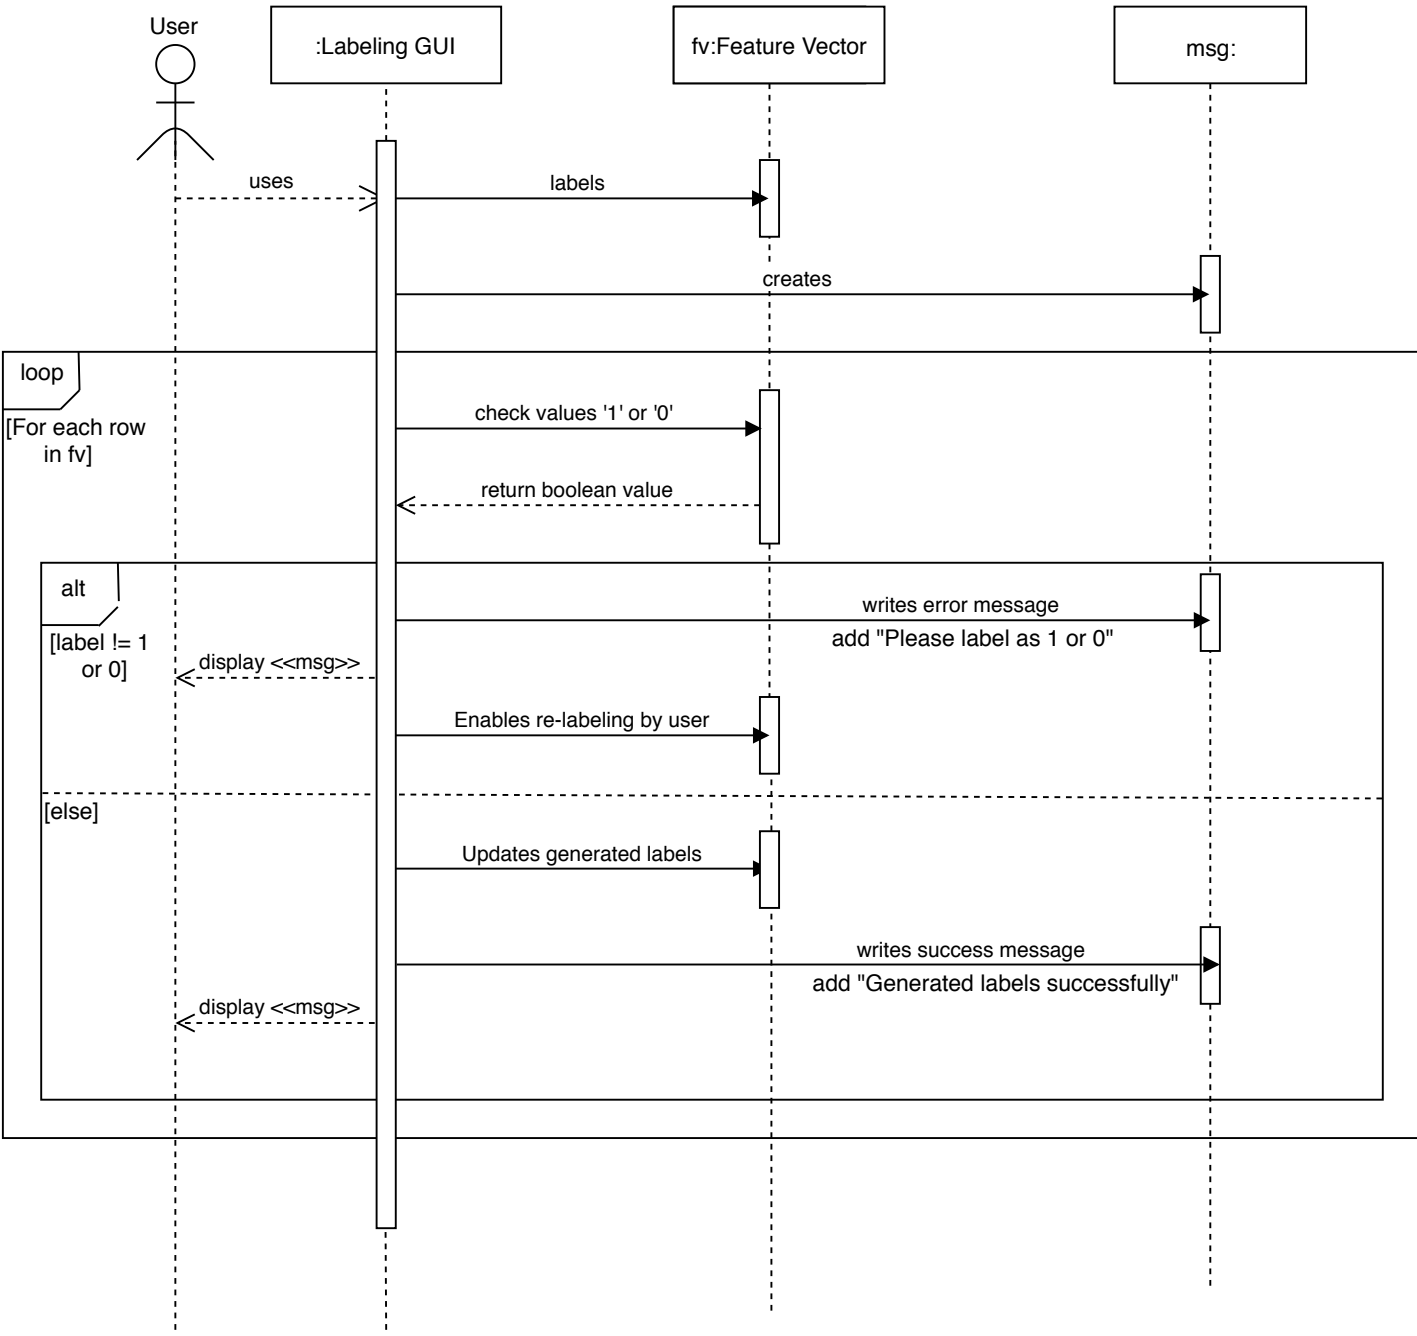 User
:Labeling GUI
fv:Feature Vector
msg:
uses
labels
creates
loop
[For each row
in fv]
check values '1' or '0'
return boolean value
alt
[label != 1
or 0]
writes error message
add "Please label as 1 or 0"
display <<msg>>
Enables re-labeling by user
[else]
Updates generated labels
writes success message
add "Generated labels successfully"
display <<msg>>